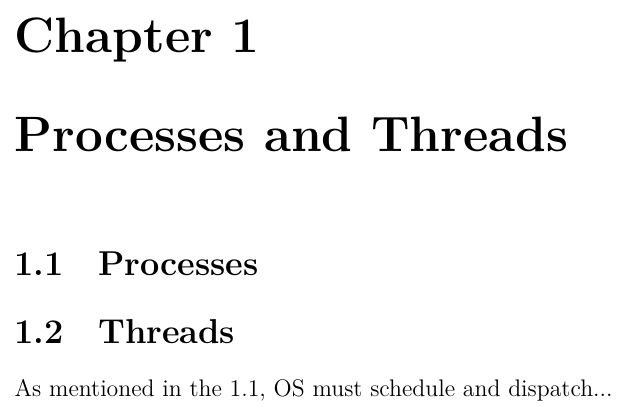 Chapter 1
Processes and Threads
1.1 Processes
1.2 Threads
As mentioned in the 1.1, OS must schedule and dispatch...